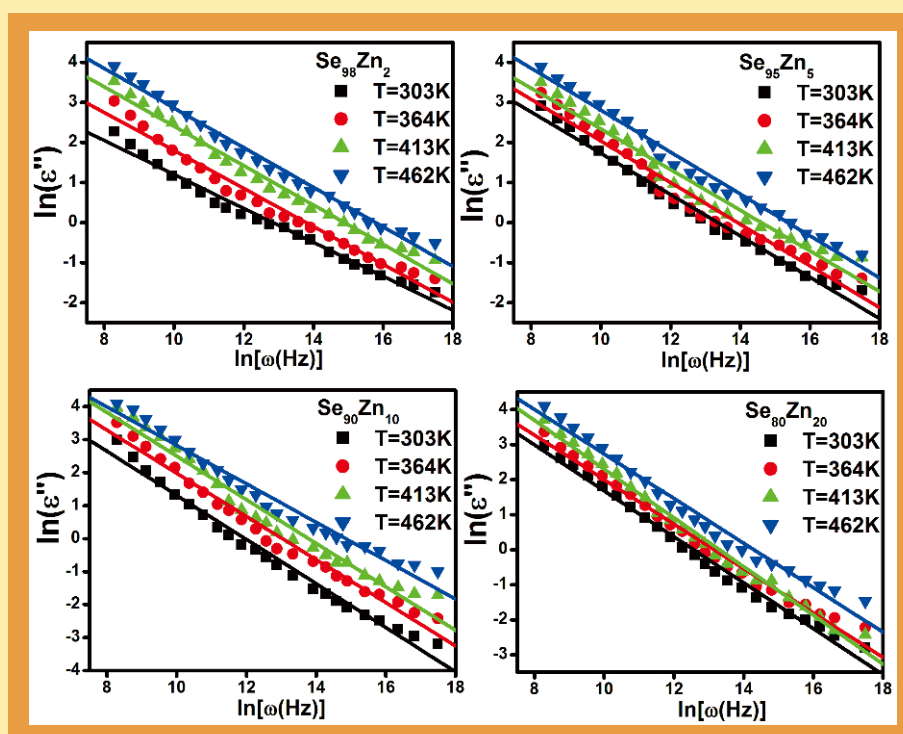 Se98Zn2
T=303K
T=364K
T=413K
T=462K
ln(ε'')
4
3
2
1
0
-1
-2
8 10 12 14 16 18
ln[ω(Hz)]
Se95Zn5
T=303K
T=364K
T=413K
T=462K
ln(ε'')
4
3
2
1
0
-1
-2
8 10 12 14 16 18
ln[ω(Hz)]
Se90Zn10
T=303K
T=364K
T=413K
T=462K
ln(ε'')
4
3
2
1
0
-1
-2
-3
-4
8 10 12 14 16 18
ln[ω(Hz)]
Se80Zn20
T=303K
T=364K
T=413K
T=462K
ln(ε'')
4
3
2
1
0
-1
-2
-3
8 10 12 14 16 18
ln[ω(Hz)]